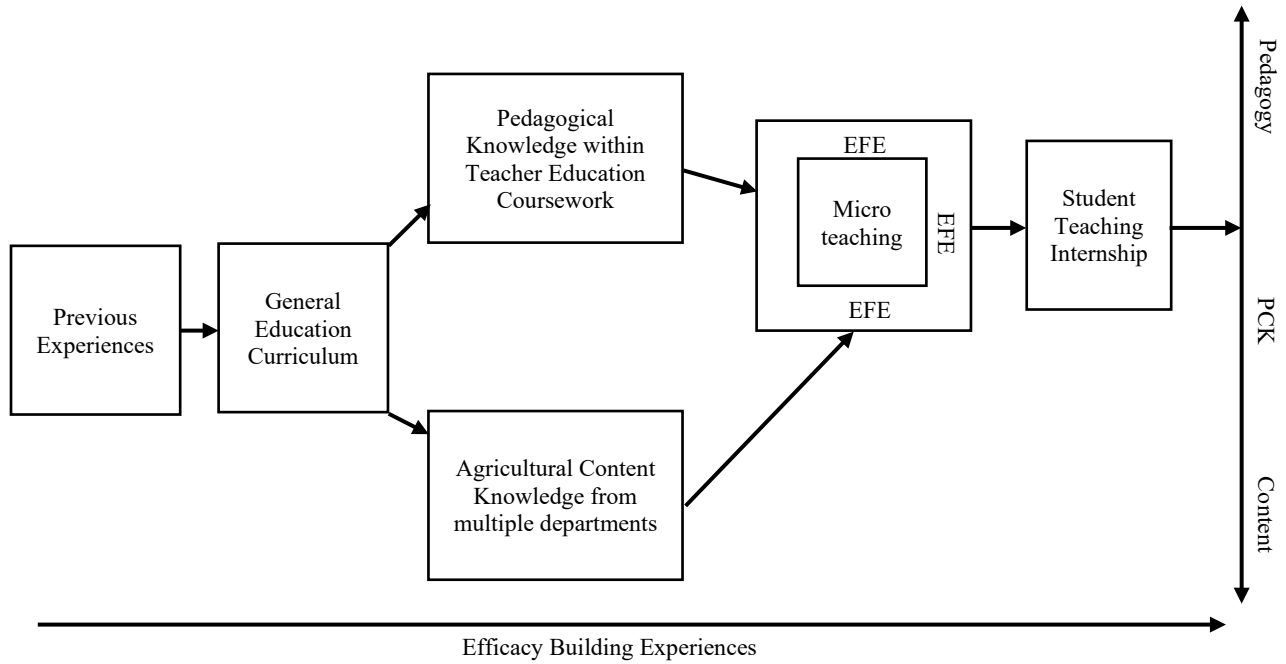 Previous
Experiences
General
Education
Curriculum
Pedagogical
Knowledge within
Teacher Education
Coursework
Agricultural Content
Knowledge from
multiple departments
EFE
Micro
teaching
EFE
EFE
Student
Teaching
Internship
Pedagogy
PCK
Content
Efficacy Building Experiences